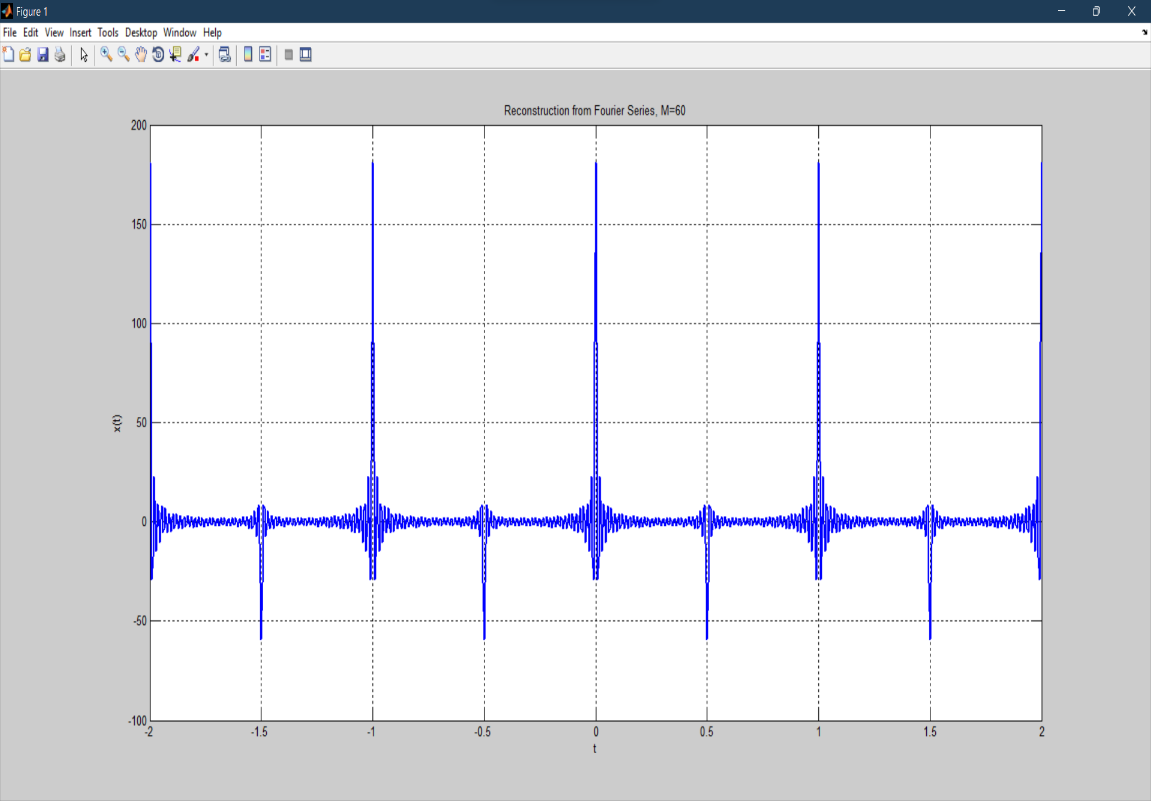 Figure 1
File Edit View Insert Tools Desktop Window Help
Reconstruction from Fourier Series, M=60
200
150
100
50
0
-50
-100
x(t)
-2 -1.5 -1 -0.5 0 0.5 1 1.5 2
t